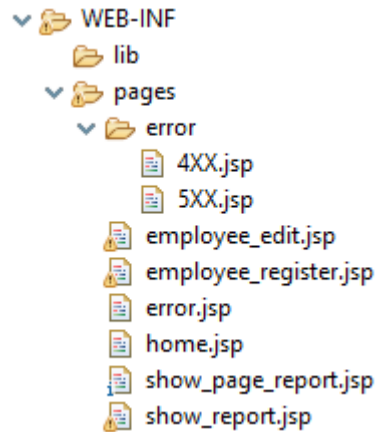 WEB-INF
lib
pages
error
4XX.jsp
5XX.jsp
employee_edit.jsp
employee_register.jsp
error.jsp
home.jsp
show_page_report.jsp
show_report.jsp